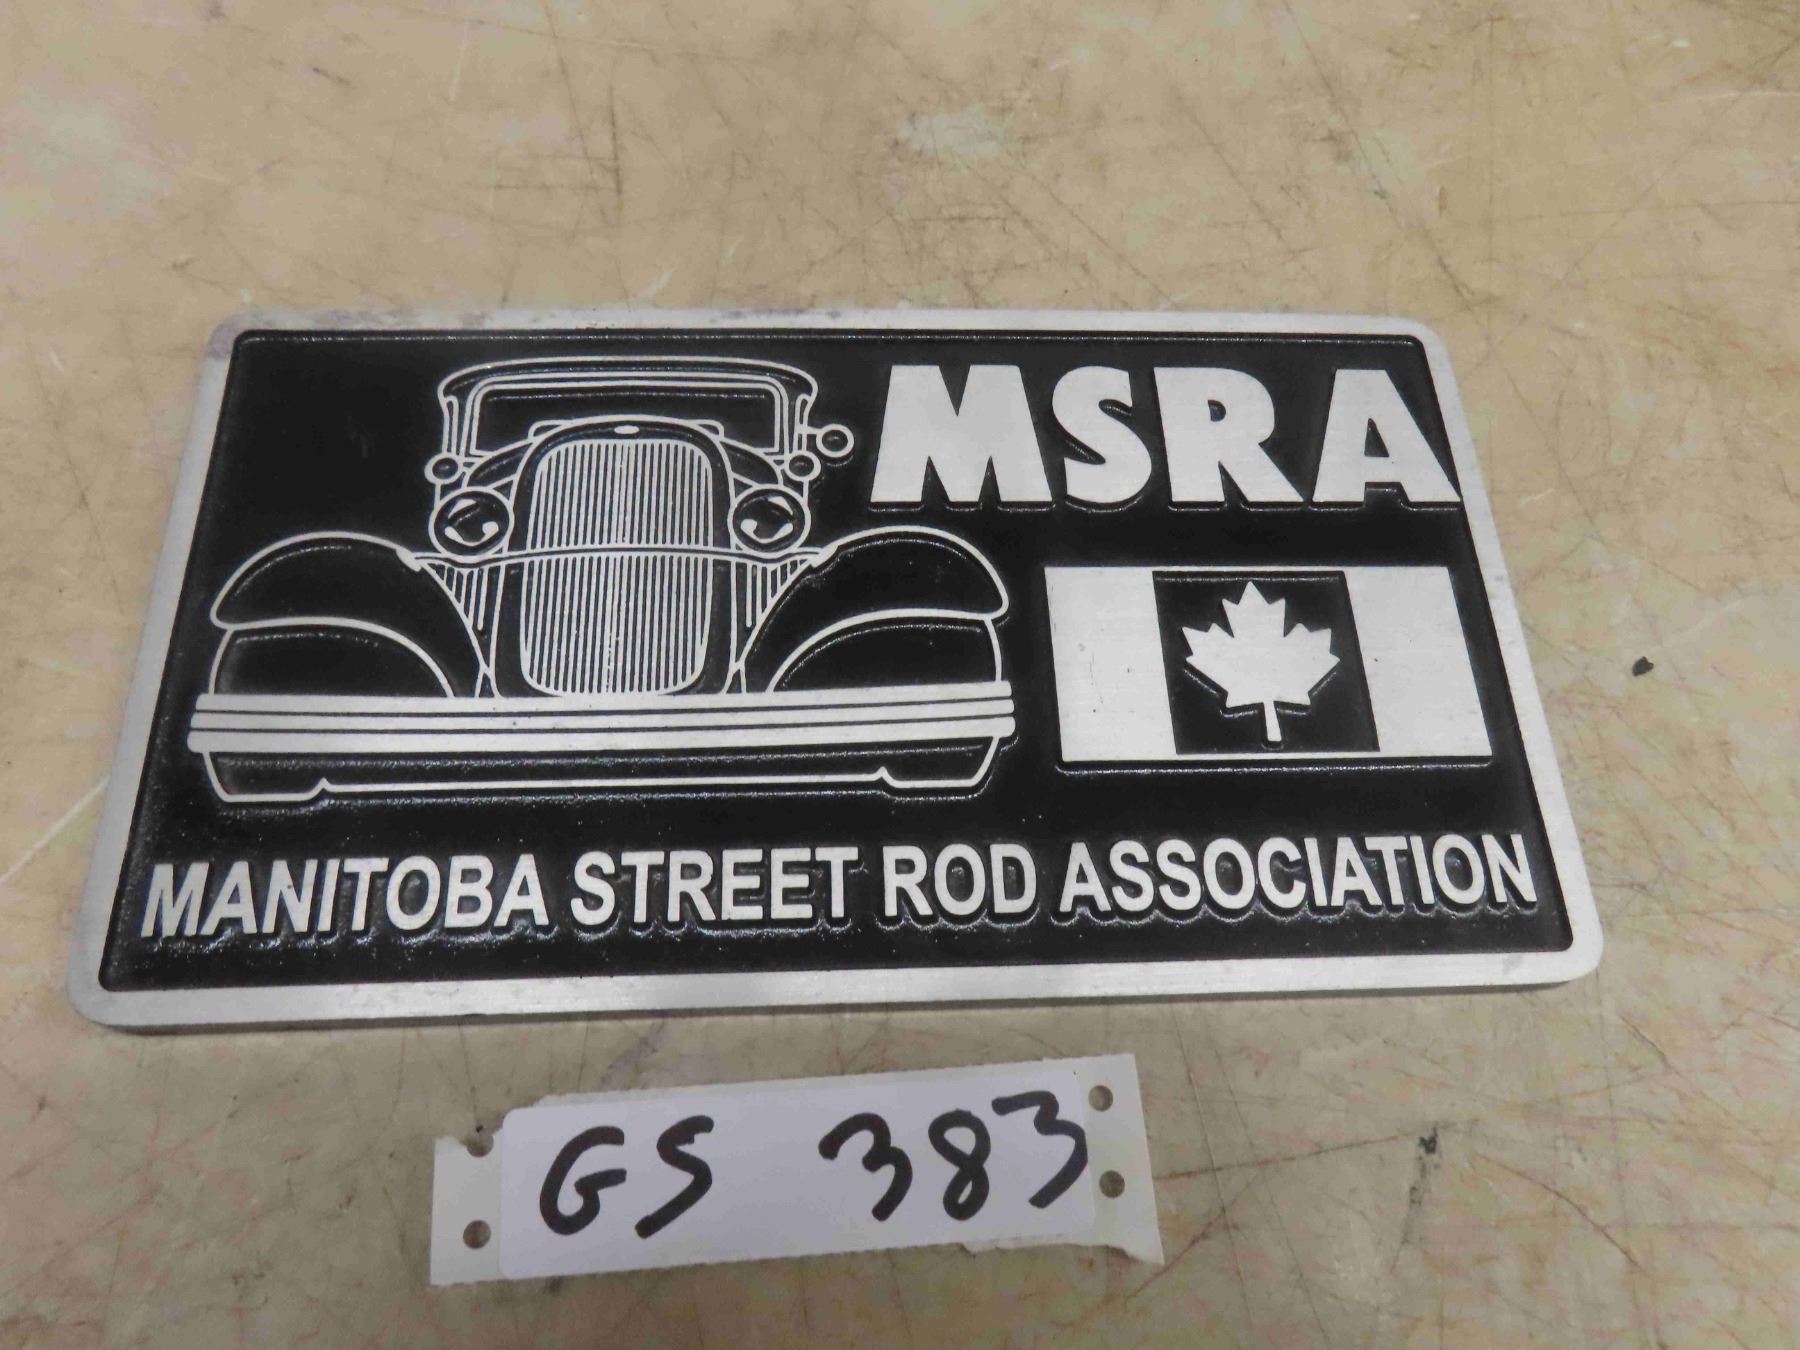 MSRA
MANITOBA STREET ROD ASSOCIATION
GS 383